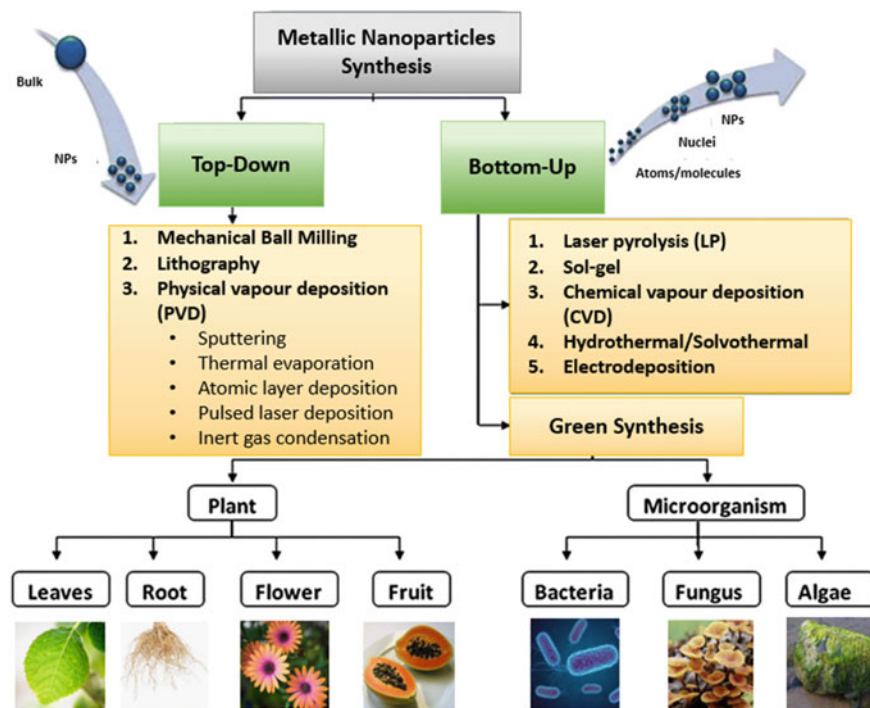 Metallic Nanoparticles
Synthesis
Bulk
NPs
NPs
Nuclei
Atoms/molecules
Top-Down
Bottom-Up
1. Mechanical Ball Milling
2. Lithography
3. Physical vapour deposition
(PVD)
• Sputtering
• Thermal evaporation
• Atomic layer deposition
• Pulsed laser deposition
• Inert gas condensation
1. Laser pyrolysis (LP)
2. Sol-gel
3. Chemical vapour deposition
(CVD)
4. Hydrothermal/Solvothermal
5. Electrodeposition
Green Synthesis
Plant
Microorganism
Leaves
Root
Flower
Fruit
Bacteria
Fungus
Algae